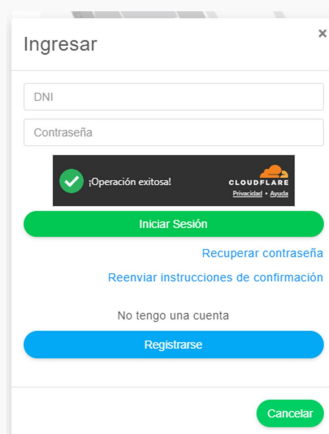 ×
Ingresar
DNI
Contraseña
¡Operación exitosa!
CLOUDFLARE
Privacidad • Ayuda
Iniciar Sesión
Recuperar contraseña
Reenviar instrucciones de confirmación
No tengo una cuenta
Registrarse
Cancelar